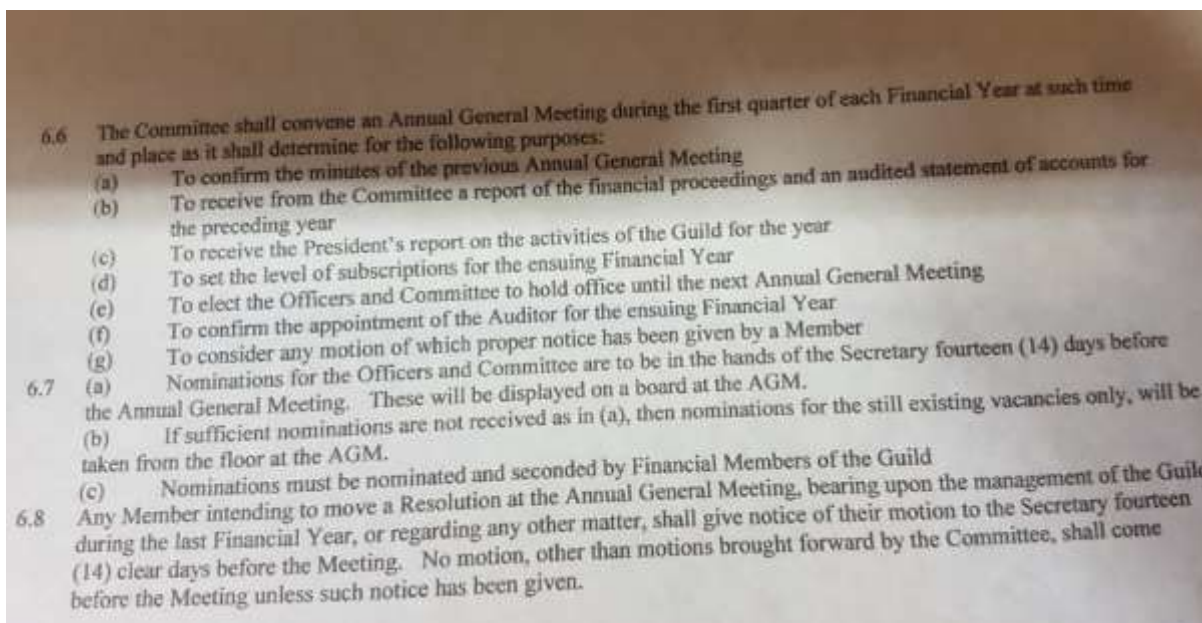 6.6 The Committee shall convene an Annual General Meeting during the first quarter of each Financial Year at such time
and place as it shall determine for the following purposes:
(a) To confirm the minutes of the previous Annual General Meeting
(b) To receive from the Committee a report of the financial proceedings and an audited statement of accounts for
the preceding year
(c) To receive the President's report on the activities of the Guild for the year
(d) To set the level of subscriptions for the ensuing Financial Year
(e) To elect the Officers and Committee to hold office until the next Annual General Meeting
(f) To confirm the appointment of the Auditor for the ensuing Financial Year
(g) To consider any motion of which proper notice has been given by a Member
6.7 (a) Nominations for the Officers and Committee are to be in the hands of the Secretary fourteen (14) days before
the Annual General Meeting. These will be displayed on a board at the AGM.
(b) If sufficient nominations are not received as in (a), then nominations for the still existing vacancies only, will be
taken from the floor at the AGM.
(c) Nominations must be nominated and seconded by Financial Members of the Guild
6.8 Any Member intending to move a Resolution at the Annual General Meeting, bearing upon the management of the Guild
during the last Financial Year, or regarding any other matter, shall give notice of their motion to the Secretary fourteen
(14) clear days before the Meeting. No motion, other than motions brought forward by the Committee, shall come
before the Meeting unless such notice has been given.